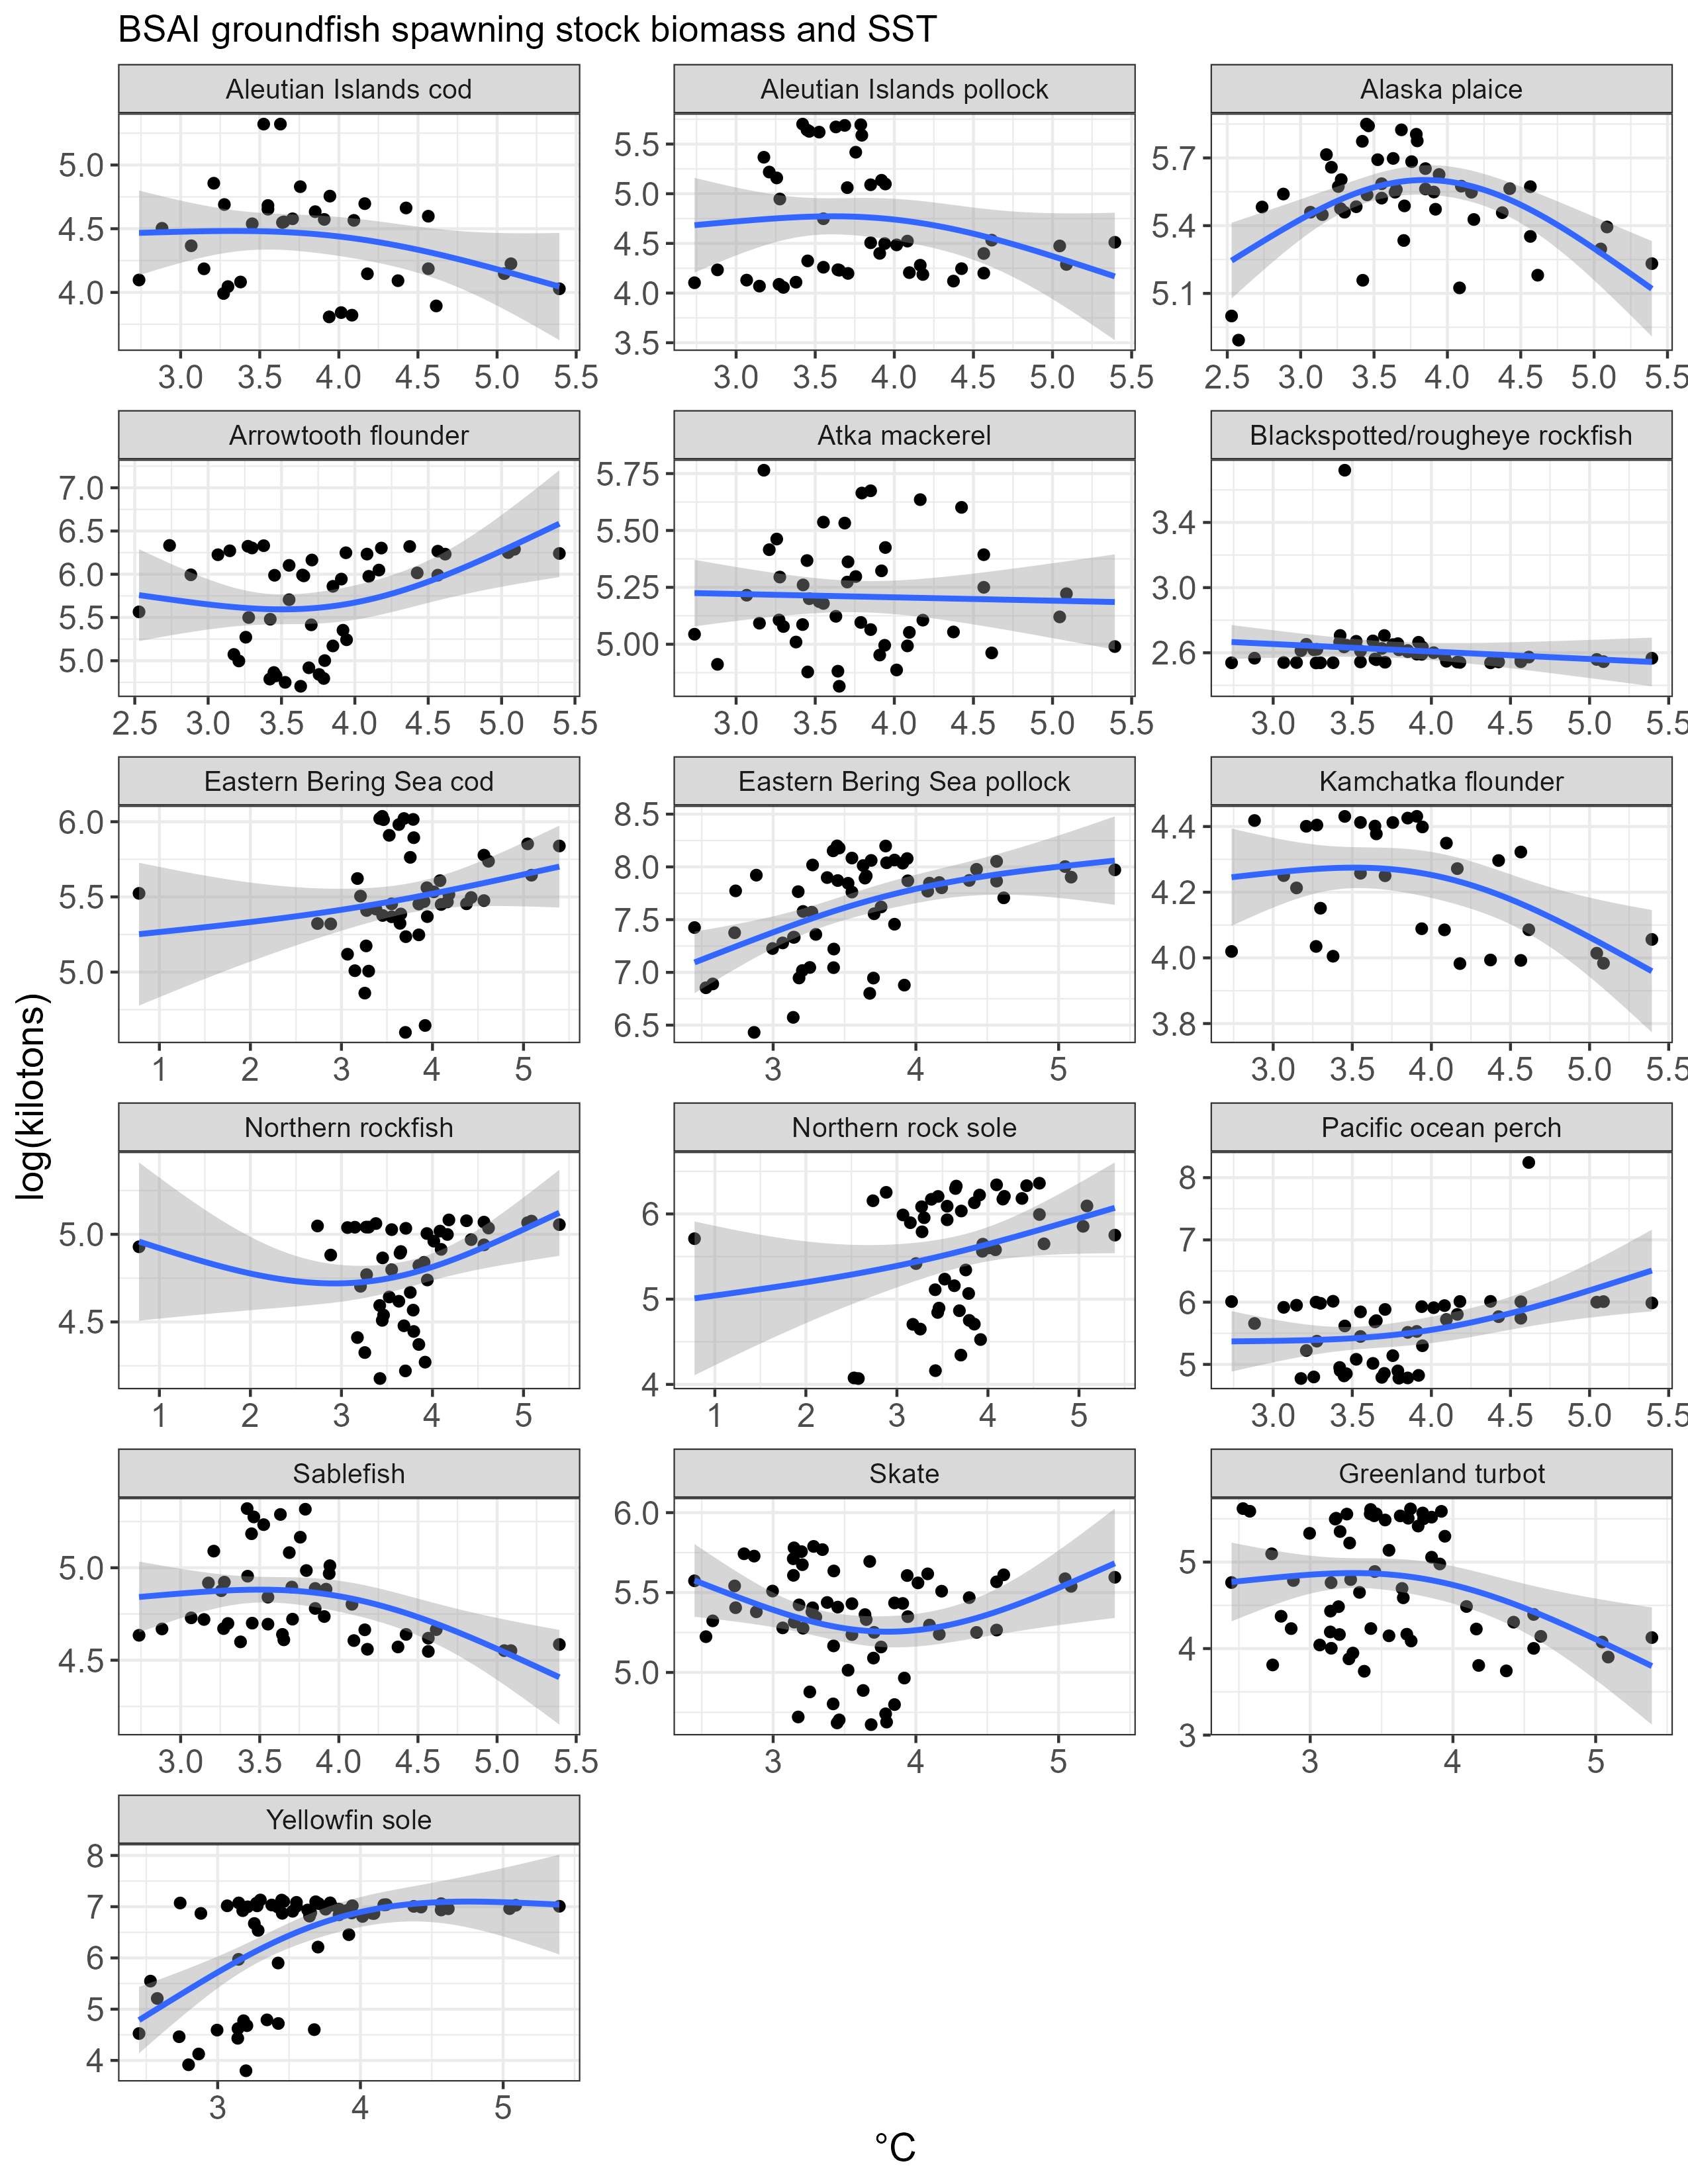 BSAI groundfish spawning stock biomass and SST
Aleutian Islands cod
Aleutian Islands pollock
Alaska plaice
5.0
4.5
4.0
3.0 3.5 4.0 4.5 5.0 5.5
5.5
5.0
4.5
4.0
3.5
3.0 3.5 4.0 4.5 5.0 5.5
5.7
5.4
5.1
2.5 3.0 3.5 4.0 4.5 5.0 5.5
Arrowtooth flounder
Atka mackerel
Blackspotted/rougheye rockfish
7.0
6.5
6.0
5.5
5.0
2.5 3.0 3.5 4.0 4.5 5.0 5.5
5.75
5.50
5.25
5.00
3.0 3.5 4.0 4.5 5.0 5.5
3.4
3.0
2.6
3.0 3.5 4.0 4.5 5.0 5.5
Eastern Bering Sea cod
Eastern Bering Sea pollock
Kamchatka flounder
6.0
5.5
5.0
1 2 3 4 5
8.5
8.0
7.5
7.0
6.5
3 4 5
4.4
4.2
4.0
3.8
3.0 3.5 4.0 4.5 5.0 5.5
log(kilotons)
Northern rockfish
Northern rock sole
Pacific ocean perch
5.0
4.5
1 2 3 4 5
6
5
4
1 2 3 4 5
8
7
6
5
3.0 3.5 4.0 4.5 5.0 5.5
Sablefish
Skate
Greenland turbot
5.0
4.5
3.0 3.5 4.0 4.5 5.0 5.5
6.0
5.5
5.0
3 4 5
5
4
3
3 4 5
Yellowfin sole
8
7
6
5
4
3 4 5
°C